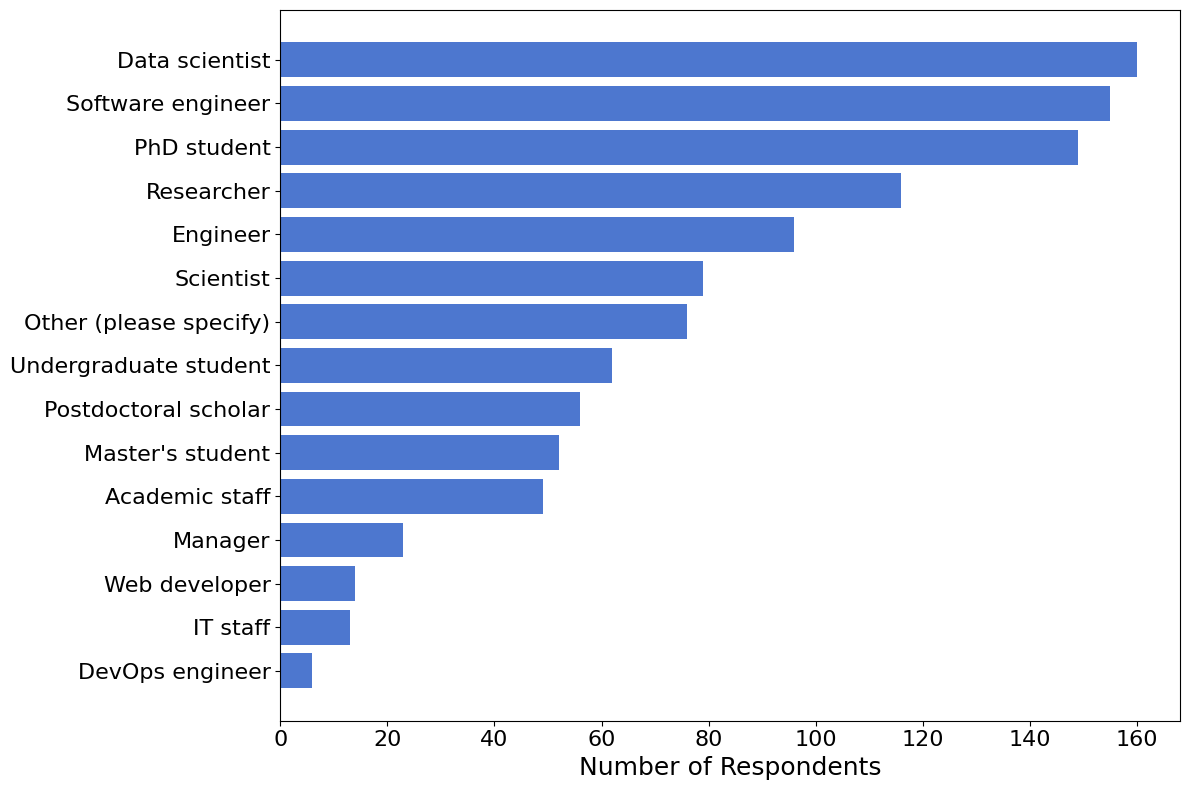 Data scientist
Software engineer
PhD student
Researcher
Engineer
Scientist
Other (please specify)
Undergraduate student
Postdoctoral scholar
Master's student
Academic staff
Manager
Web developer
IT staff
DevOps engineer
0 20 40 60 80 100 120 140 160
Number of Respondents